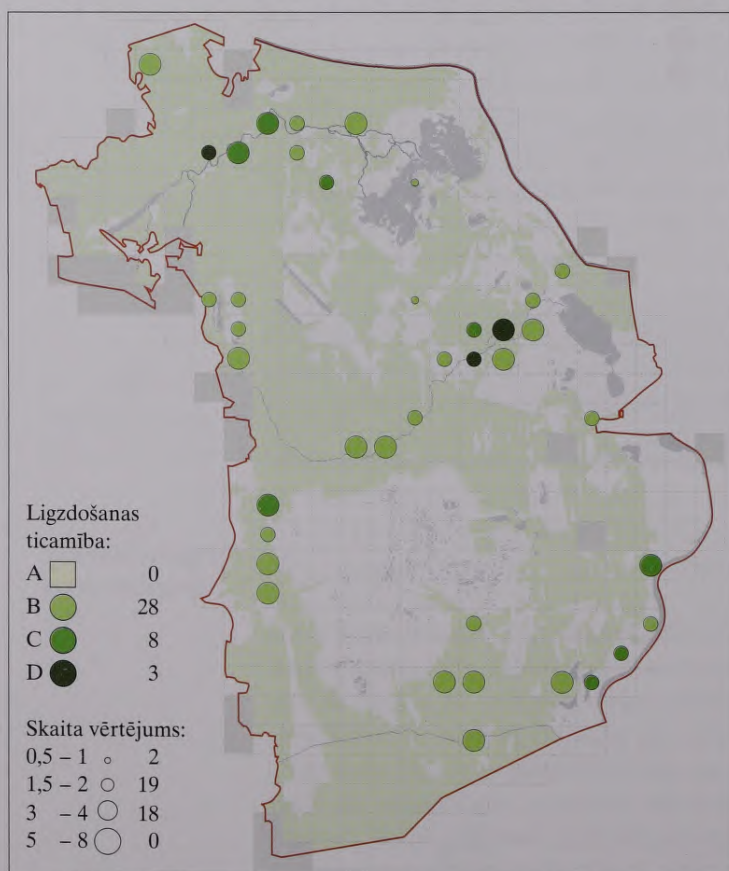 Ligzdošanas
ticamība:
A 0
B 28
C 8
D 3
Skaita vērtējums:
0,5 – 1 2
1,5 – 2 19
3 – 4 18
5 – 8 0